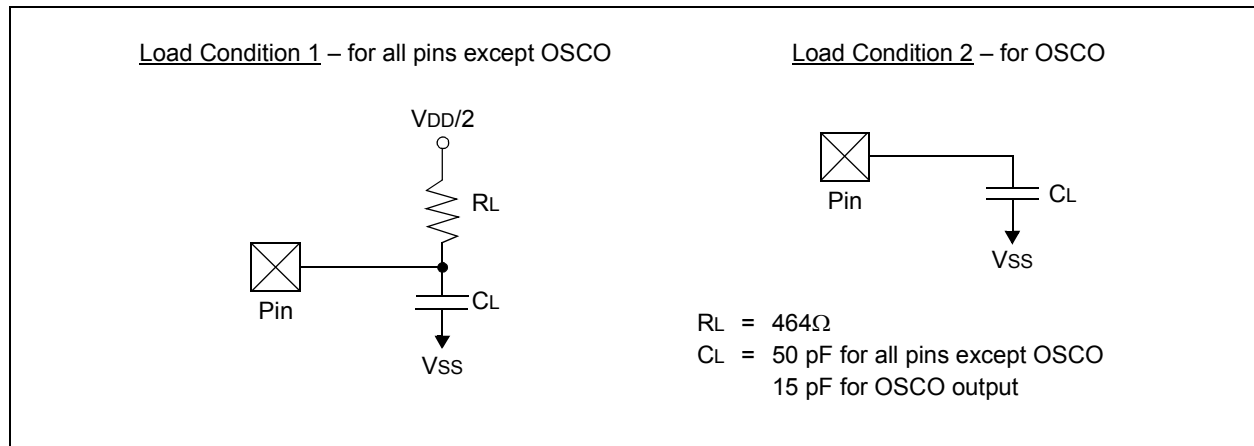 Load Condition 1 – for all pins except OSCO
VDD/2
RL
Pin
CL
VSS
Load Condition 2 – for OSCO
Pin
CL
VSS
RL = 464Ω
CL = 50 pF for all pins except OSCO
15 pF for OSCO output